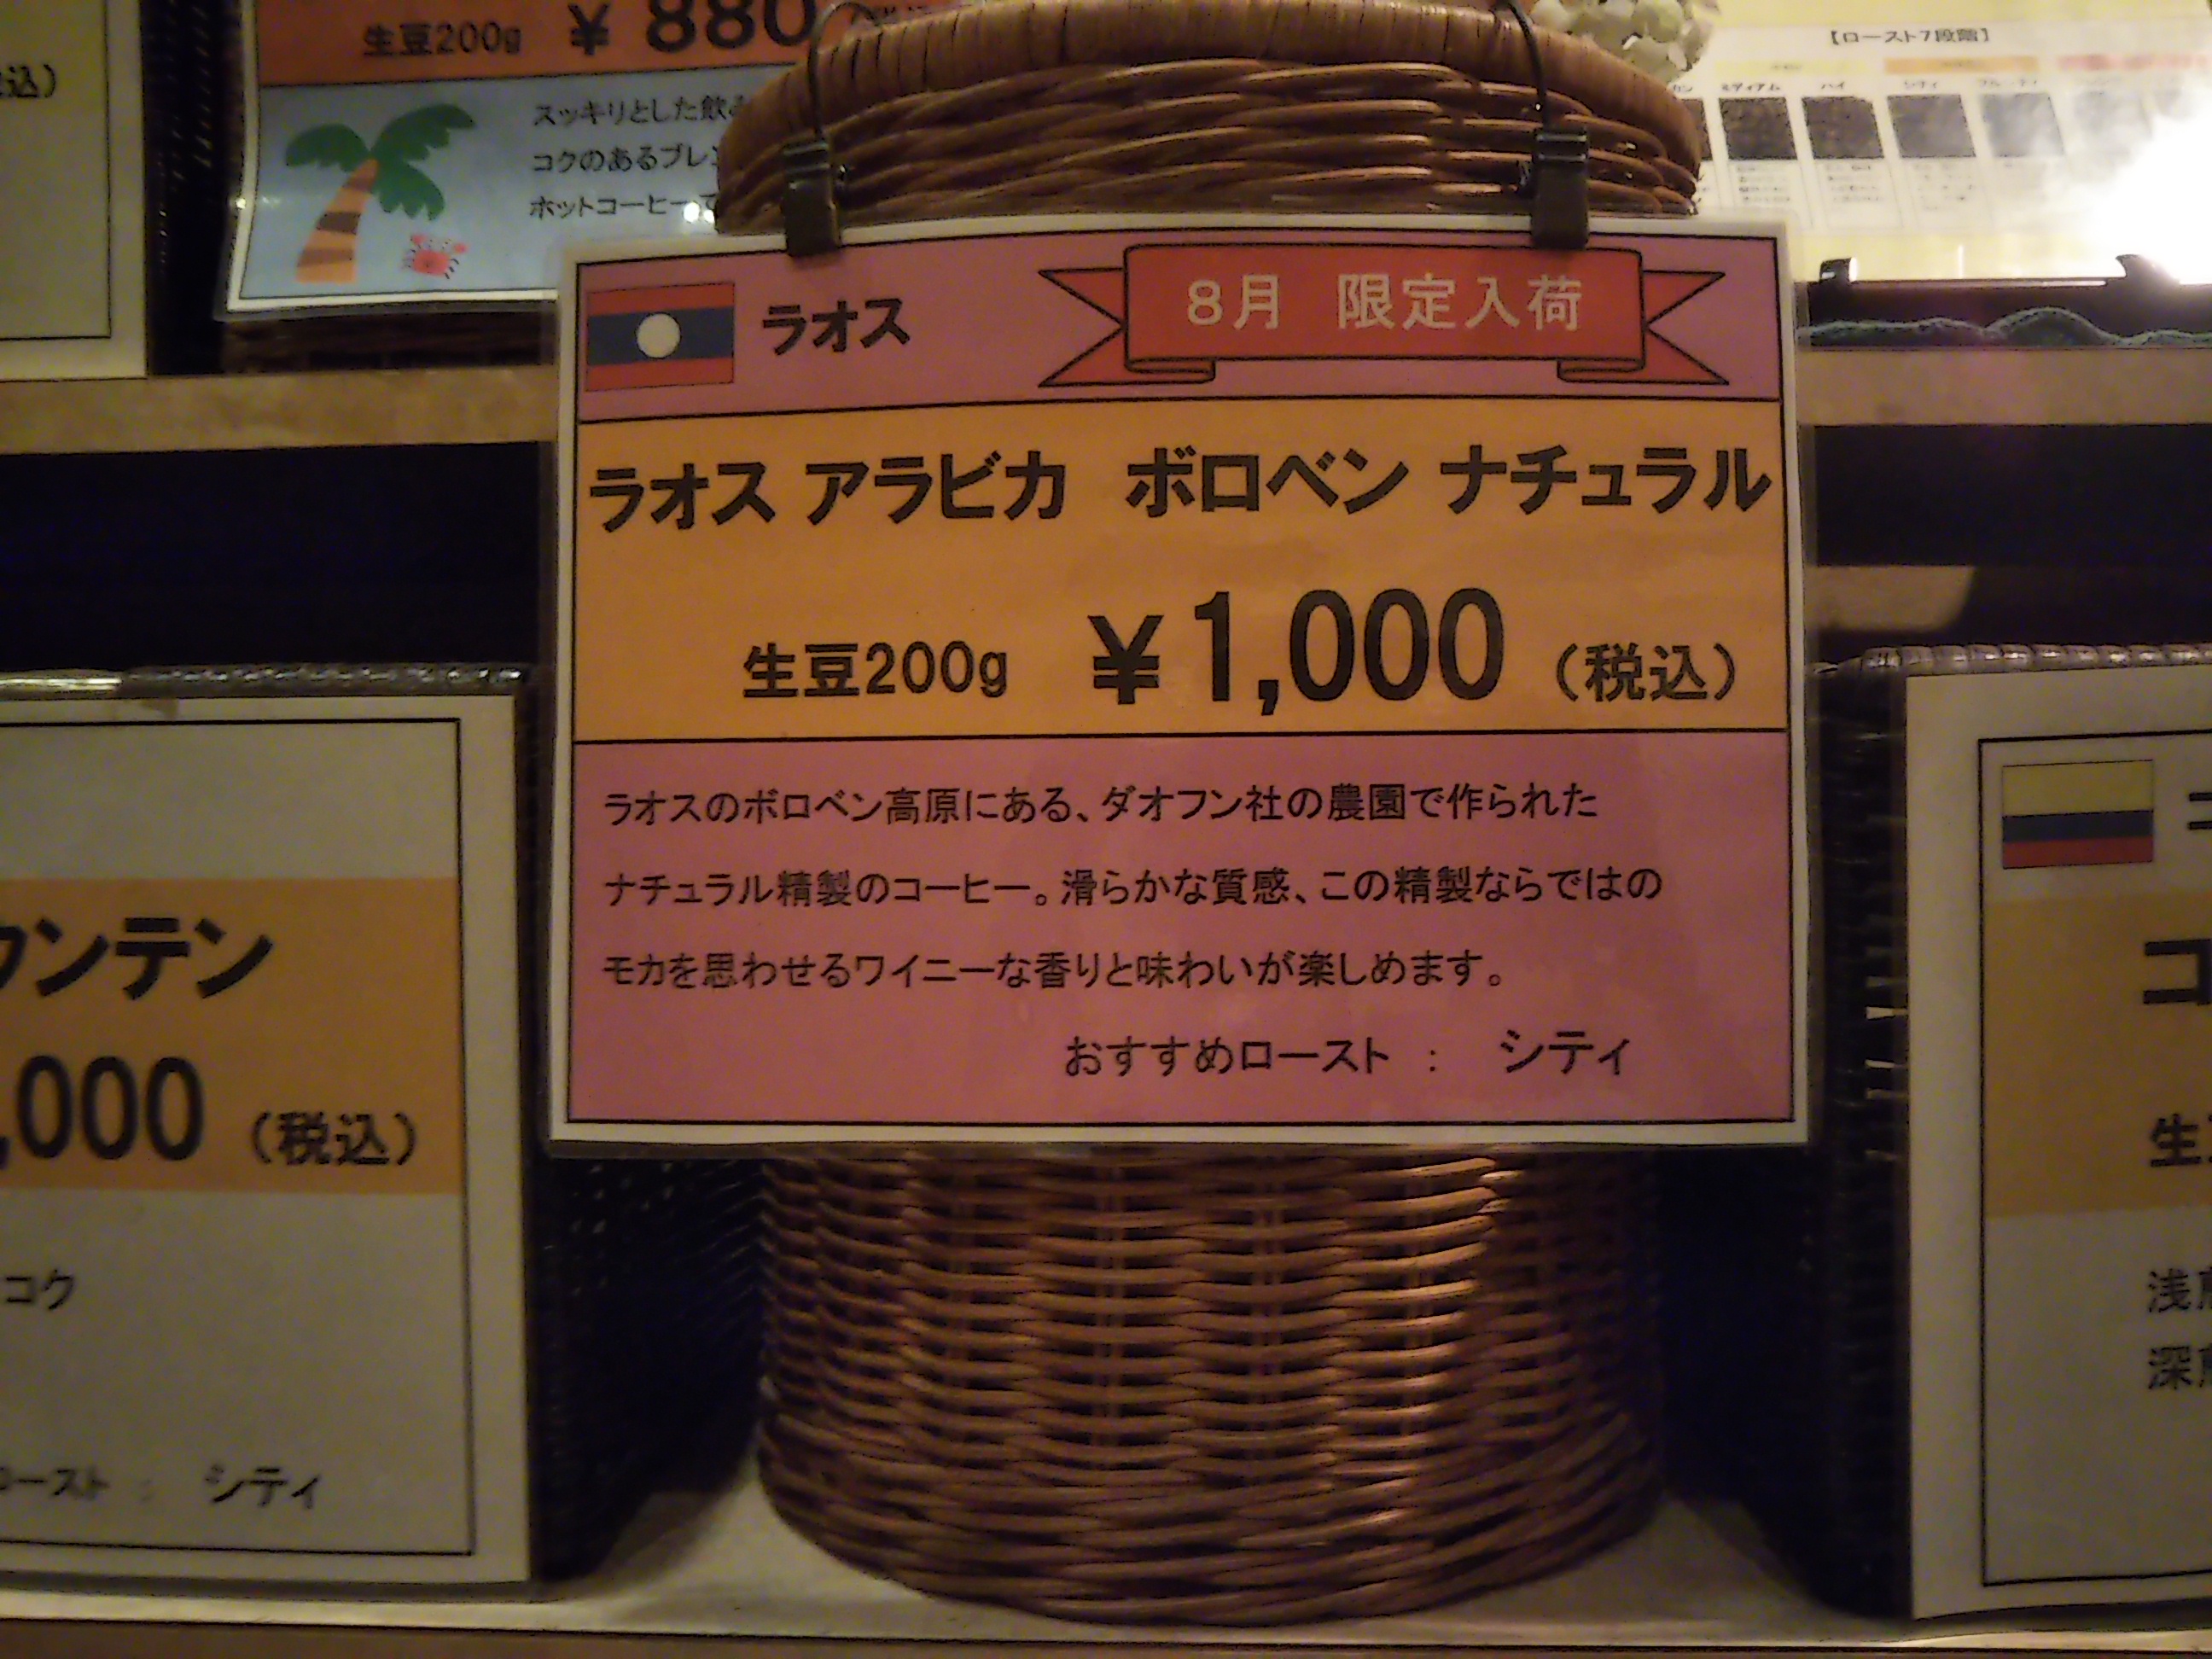 込)
生豆200g ¥880
スッキリとした飲み
コクのあるブレン
ホットコーヒーで
【ロースト7段階】
ミディアム ハイ シティ
ラオス
8月 限定入荷
ラオス アラビカ ボロベン ナチュラル
生豆200g ¥1,000 (税込)
ラオスのボロベン高原にある、ダオフン社の農園で作られた
ナチュラル精製のコーヒー。滑らかな質感、この精製ならではの
モカを思わせるワイニーな香りと味わいが楽しめます。
おすすめロースト : シティ
ウンテン
,000 (税込)
コク
ロースト : シティ
コ
生
浅
深